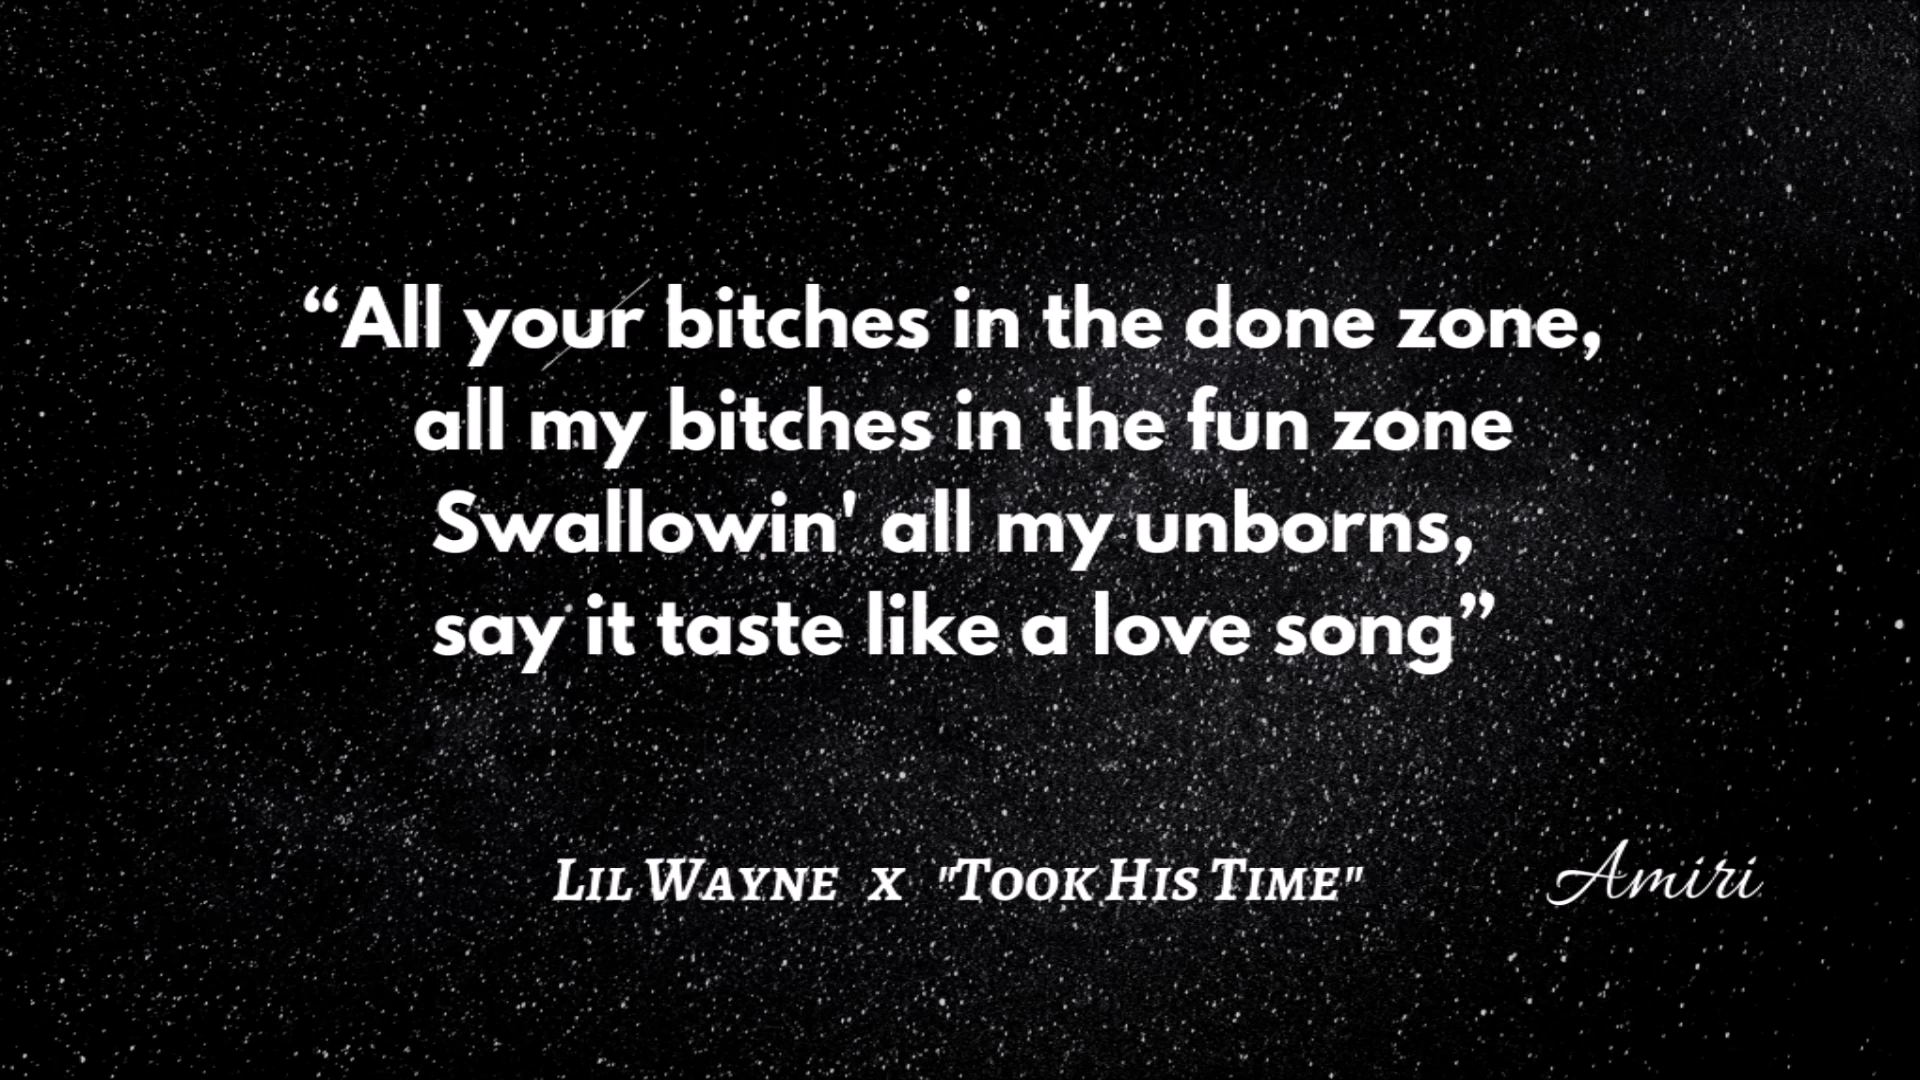 “All your bitches in the done zone,
all my bitches in the fun zone
Swallowin' all my unborns,
say it taste like a love song”
Lil Wayne x "Took His Time"
Amiri